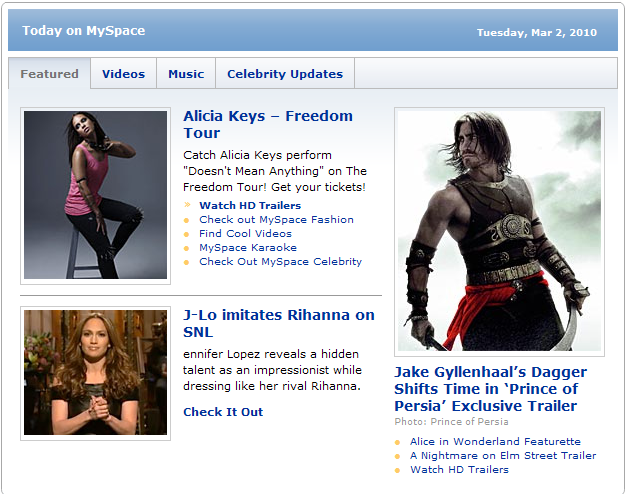 Today on MySpace
Tuesday, Mar 2, 2010
Featured
Videos
Music
Celebrity Updates
Alicia Keys – Freedom
Tour
Catch Alicia Keys perform
"Doesn't Mean Anything" on The
Freedom Tour! Get your tickets!
» Watch HD Trailers
Check out MySpace Fashion
Find Cool Videos
MySpace Karaoke
Check Out MySpace Celebrity
J-Lo imitates Rihanna on
SNL
ennifer Lopez reveals a hidden
talent as an impressionist while
dressing like her rival Rihanna.
Check It Out
Jake Gyllenhaal’s Dagger
Shifts Time in ‘Prince of
Persia’ Exclusive Trailer
Photo: Prince of Persia
Alice in Wonderland Featurette
A Nightmare on Elm Street Trailer
Watch HD Trailers